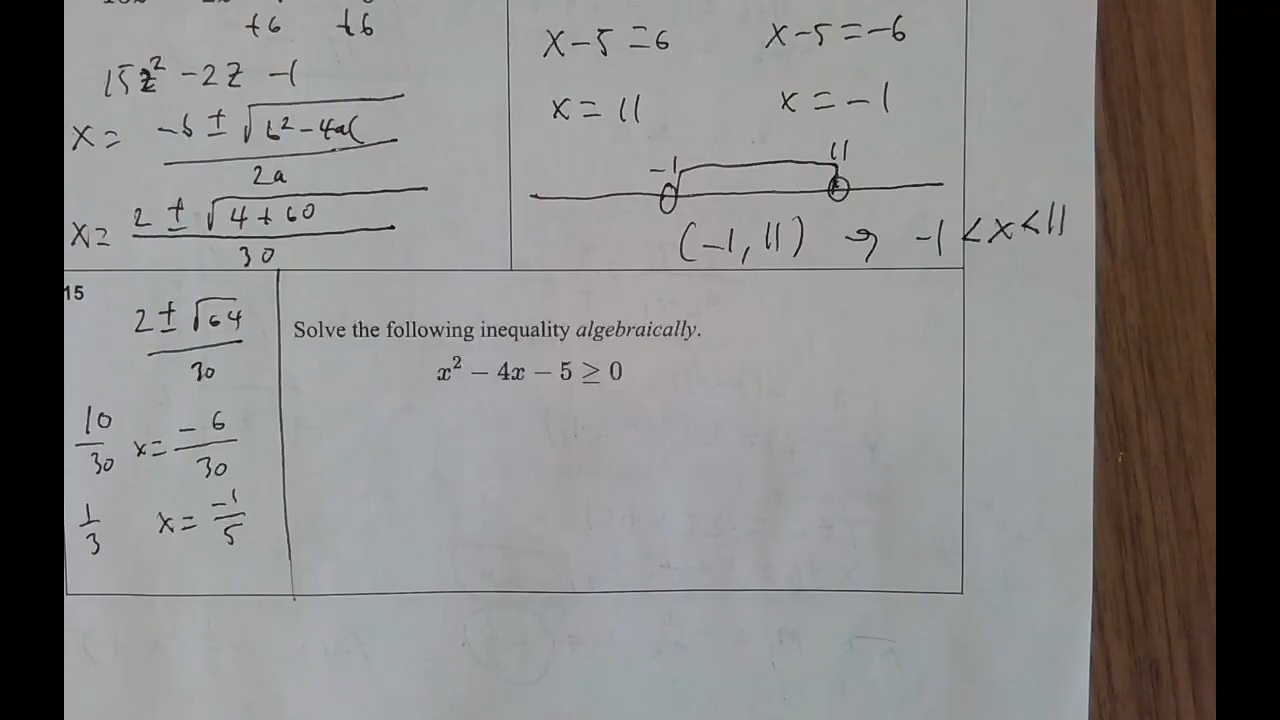 +6 +6
15z² -2z -1
x = -b ± √b² - 4ac
2a
x = 2 ± √4 + 60
30
x - 5 = 6 x - 5 = -6
x = 11 x = -1
-1 11
(-1, 11) → -1 < x < 11
15
2 ± √64
30
10
30
x = -6
30
1
3
x = -1
5
Solve the following inequality algebraically.
x² − 4x − 5 ≥ 0